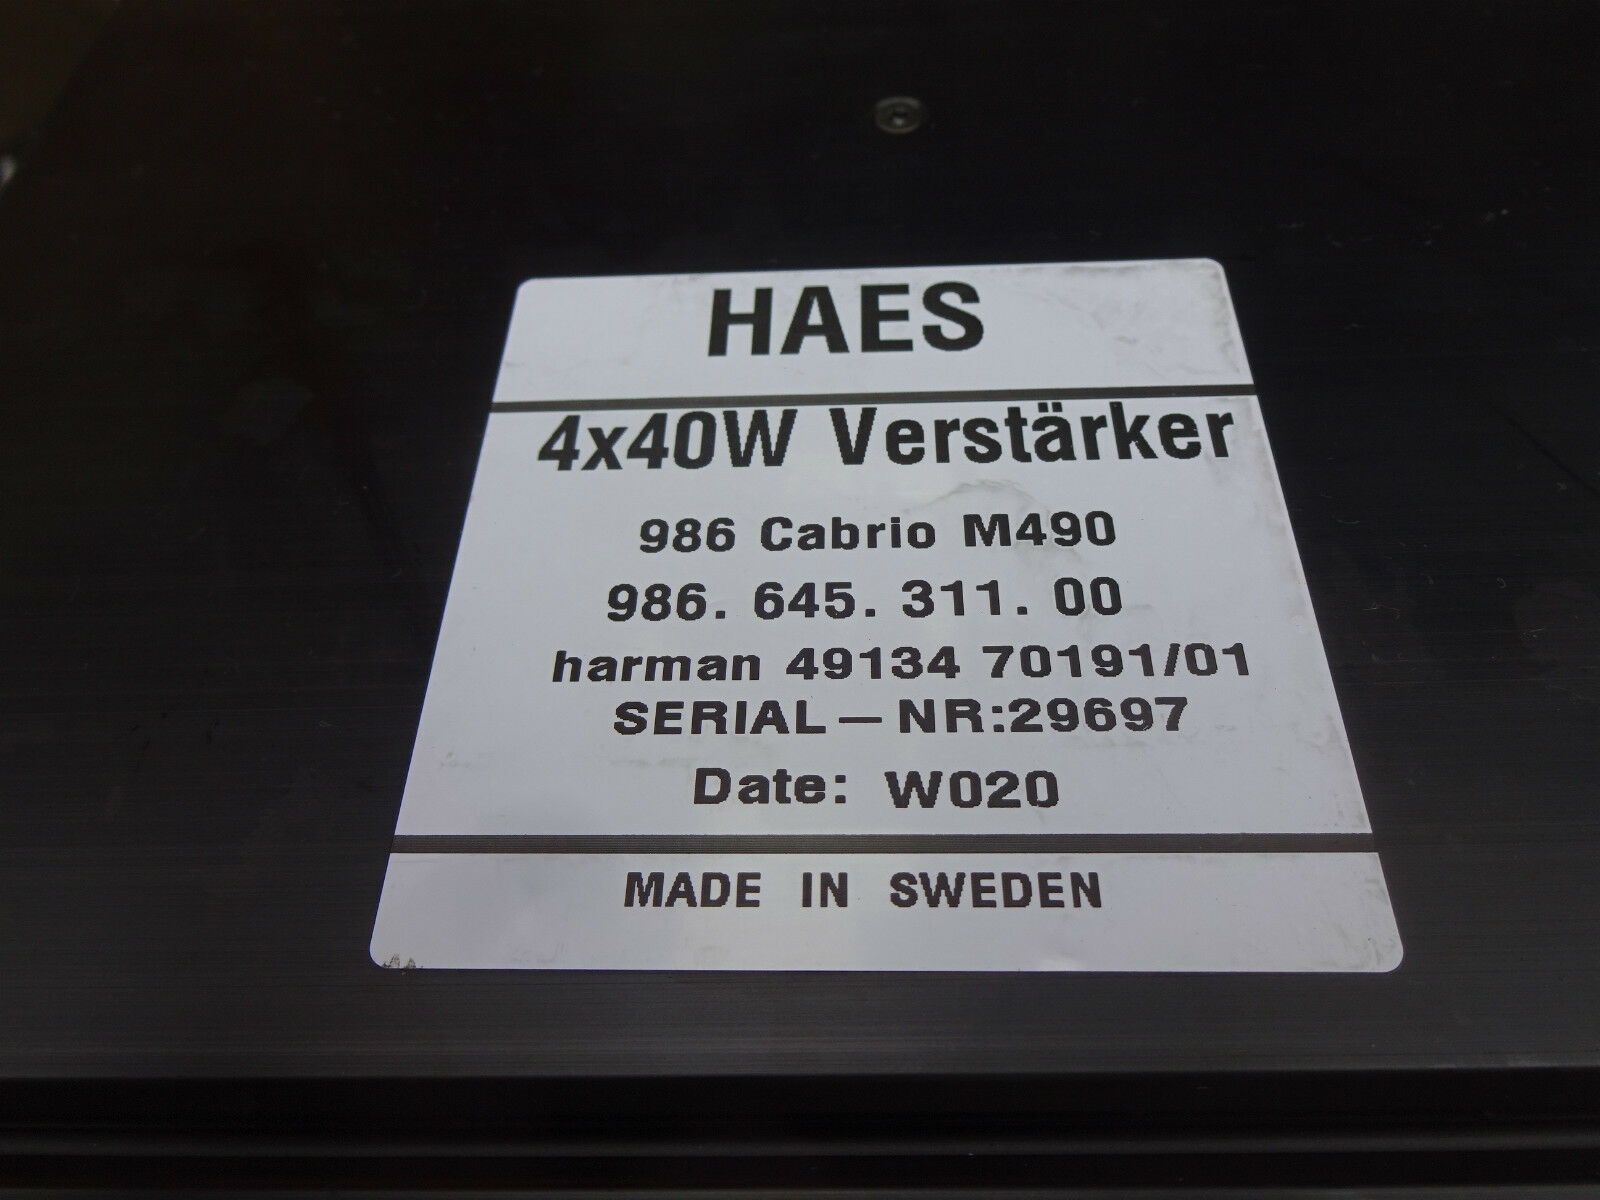 HAES
4x40W Verstärker
986 Cabrio M490
986. 645. 311. 00
harman 49134 70191/01
SERIAL – NR:29697
Date: W020
MADE IN SWEDEN